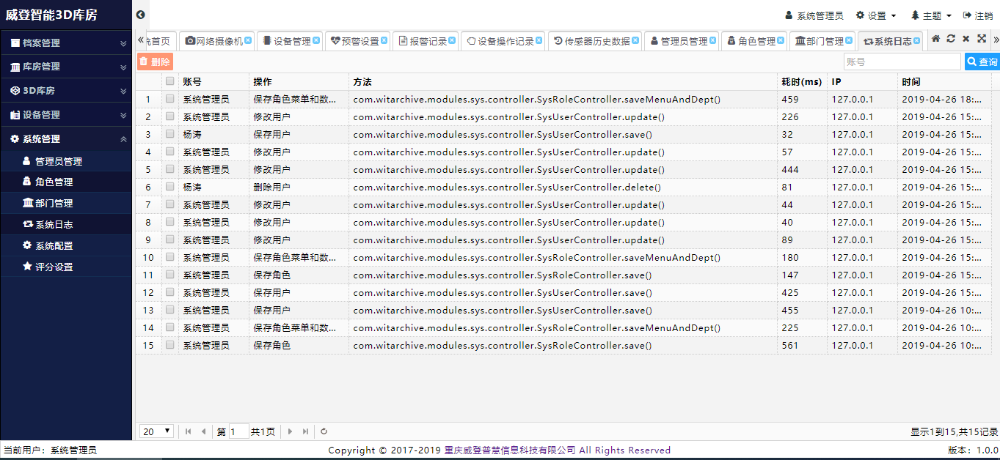 威登智能3D库房
系统管理员 设置 主题 注销
档案管理
库房管理
3D库房
设备管理
系统管理
管理员管理
角色管理
部门管理
系统日志
系统配置
评分设置
统首页 网络摄像机 设备管理 预警设置 报警记录 设备操作记录 传感器历史数据 管理员管理 角色管理 部门管理 系统日志
删除 账号 查询
账号 操作 方法 耗时(ms) IP 时间
1 系统管理员 保存角色菜单和数... com.witarchive.modules.sys.controller.SysRoleController.saveMenuAndDept() 459 127.0.0.1 2019-04-26 18:...
2 系统管理员 修改用户 com.witarchive.modules.sys.controller.SysUserController.update() 226 127.0.0.1 2019-04-26 15:...
3 杨涛 保存用户 com.witarchive.modules.sys.controller.SysUserController.save() 32 127.0.0.1 2019-04-26 15:...
4 系统管理员 修改用户 com.witarchive.modules.sys.controller.SysUserController.update() 57 127.0.0.1 2019-04-26 15:...
5 系统管理员 修改用户 com.witarchive.modules.sys.controller.SysUserController.update() 444 127.0.0.1 2019-04-26 15:...
6 杨涛 删除用户 com.witarchive.modules.sys.controller.SysUserController.delete() 81 127.0.0.1 2019-04-26 15:...
7 系统管理员 修改用户 com.witarchive.modules.sys.controller.SysUserController.update() 44 127.0.0.1 2019-04-26 15:...
8 系统管理员 修改用户 com.witarchive.modules.sys.controller.SysUserController.update() 40 127.0.0.1 2019-04-26 15:...
9 系统管理员 修改用户 com.witarchive.modules.sys.controller.SysUserController.update() 89 127.0.0.1 2019-04-26 15:...
10 系统管理员 保存角色菜单和数... com.witarchive.modules.sys.controller.SysRoleController.saveMenuAndDept() 180 127.0.0.1 2019-04-26 15:...
11 系统管理员 保存角色 com.witarchive.modules.sys.controller.SysRoleController.save() 147 127.0.0.1 2019-04-26 15:...
12 系统管理员 保存用户 com.witarchive.modules.sys.controller.SysUserController.save() 425 127.0.0.1 2019-04-26 15:...
13 系统管理员 保存用户 com.witarchive.modules.sys.controller.SysUserController.save() 455 127.0.0.1 2019-04-26 10:...
14 系统管理员 保存角色菜单和数... com.witarchive.modules.sys.controller.SysRoleController.saveMenuAndDept() 225 127.0.0.1 2019-04-26 10:...
15 系统管理员 保存角色 com.witarchive.modules.sys.controller.SysRoleController.save() 561 127.0.0.1 2019-04-26 10:...
20 第 1 共1页 显示1到15,共15记录
当前用户：系统管理员 Copyright © 2017-2019 重庆威登普慧信息科技有限公司 All Rights Reserved 版本：1.0.0